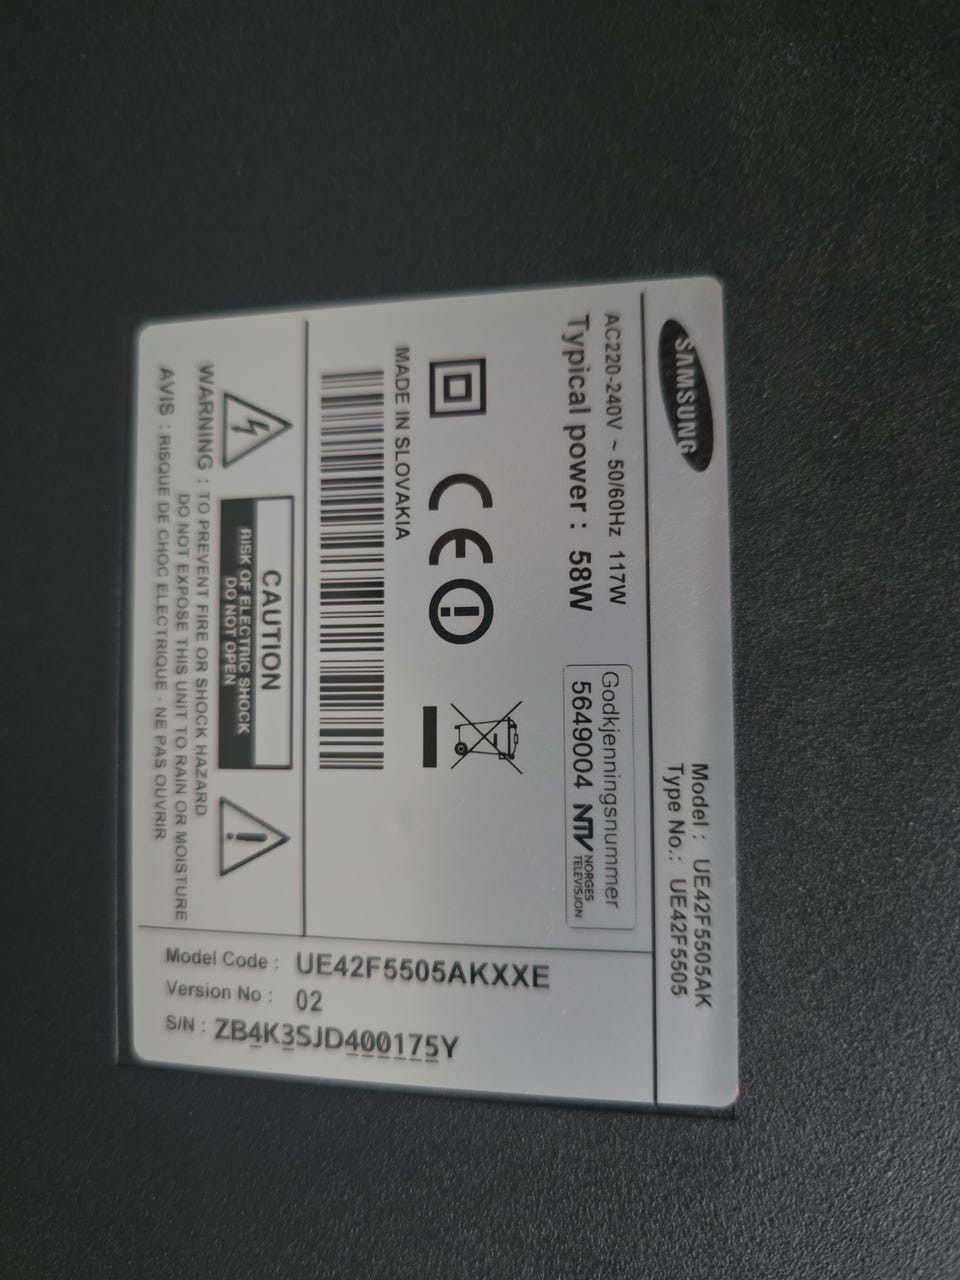 SAMSUNG
Model : UE42F5505AK
Type No.: UE42F5505
AC220-240V ~ 50/60Hz 117W
Typical power : 58W
Godkjenningsnummer
5649004 NTV NORGES
TELEVISJON
MADE IN SLOVAKIA
CAUTION
RISK OF ELECTRIC SHOCK
DO NOT OPEN
WARNING : TO PREVENT FIRE OR SHOCK HAZARD
DO NOT EXPOSE THIS UNIT TO RAIN OR MOISTURE
AVIS : RISQUE DE CHOC ELECTRIQUE - NE PAS OUVRIR
Model Code : UE42F5505AKXXE
Version No : 02
S/N : ZB4K3SJD400175Y